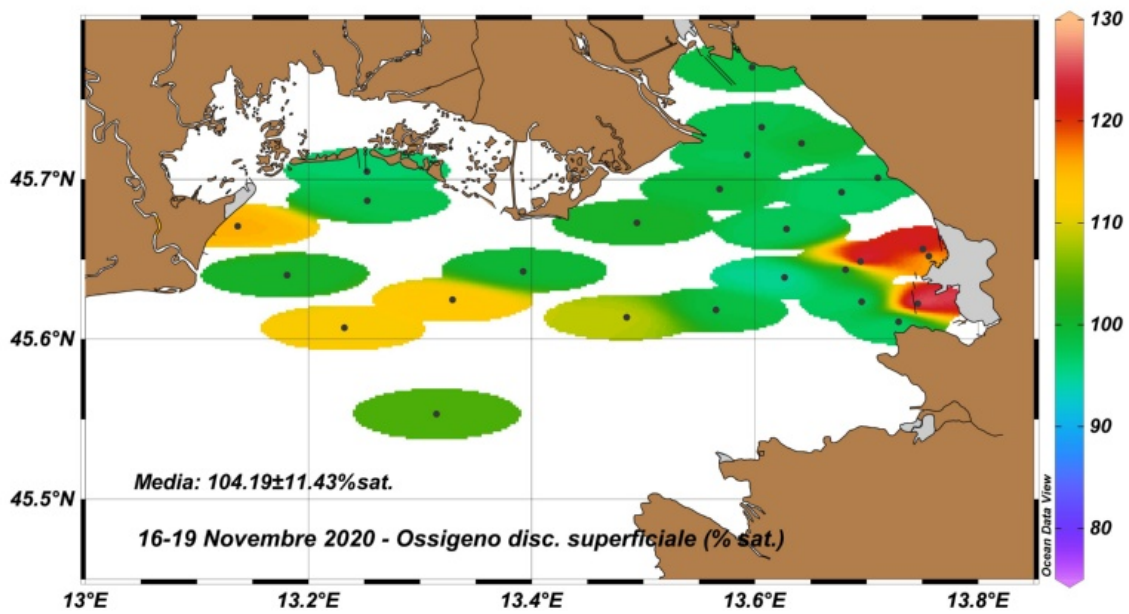 130
120
110
100
90
80
Ocean Data View
45.7°N
45.6°N
45.5°N
Media: 104.19±11.43%sat.
16-19 Novembre 2020 - Ossigeno disc. superficiale (% sat.)
13°E
13.2°E
13.4°E
13.6°E
13.8°E